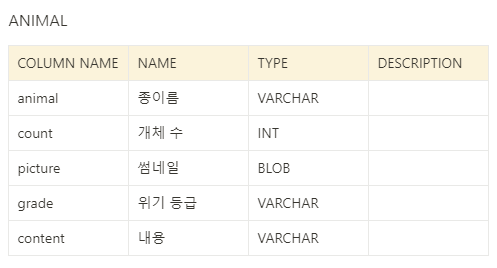 ANIMAL
COLUMN NAME NAME TYPE DESCRIPTION
animal 종이름 VARCHAR
count 개체 수 INT
picture 썸네일 BLOB
grade 위기 등급 VARCHAR
content 내용 VARCHAR